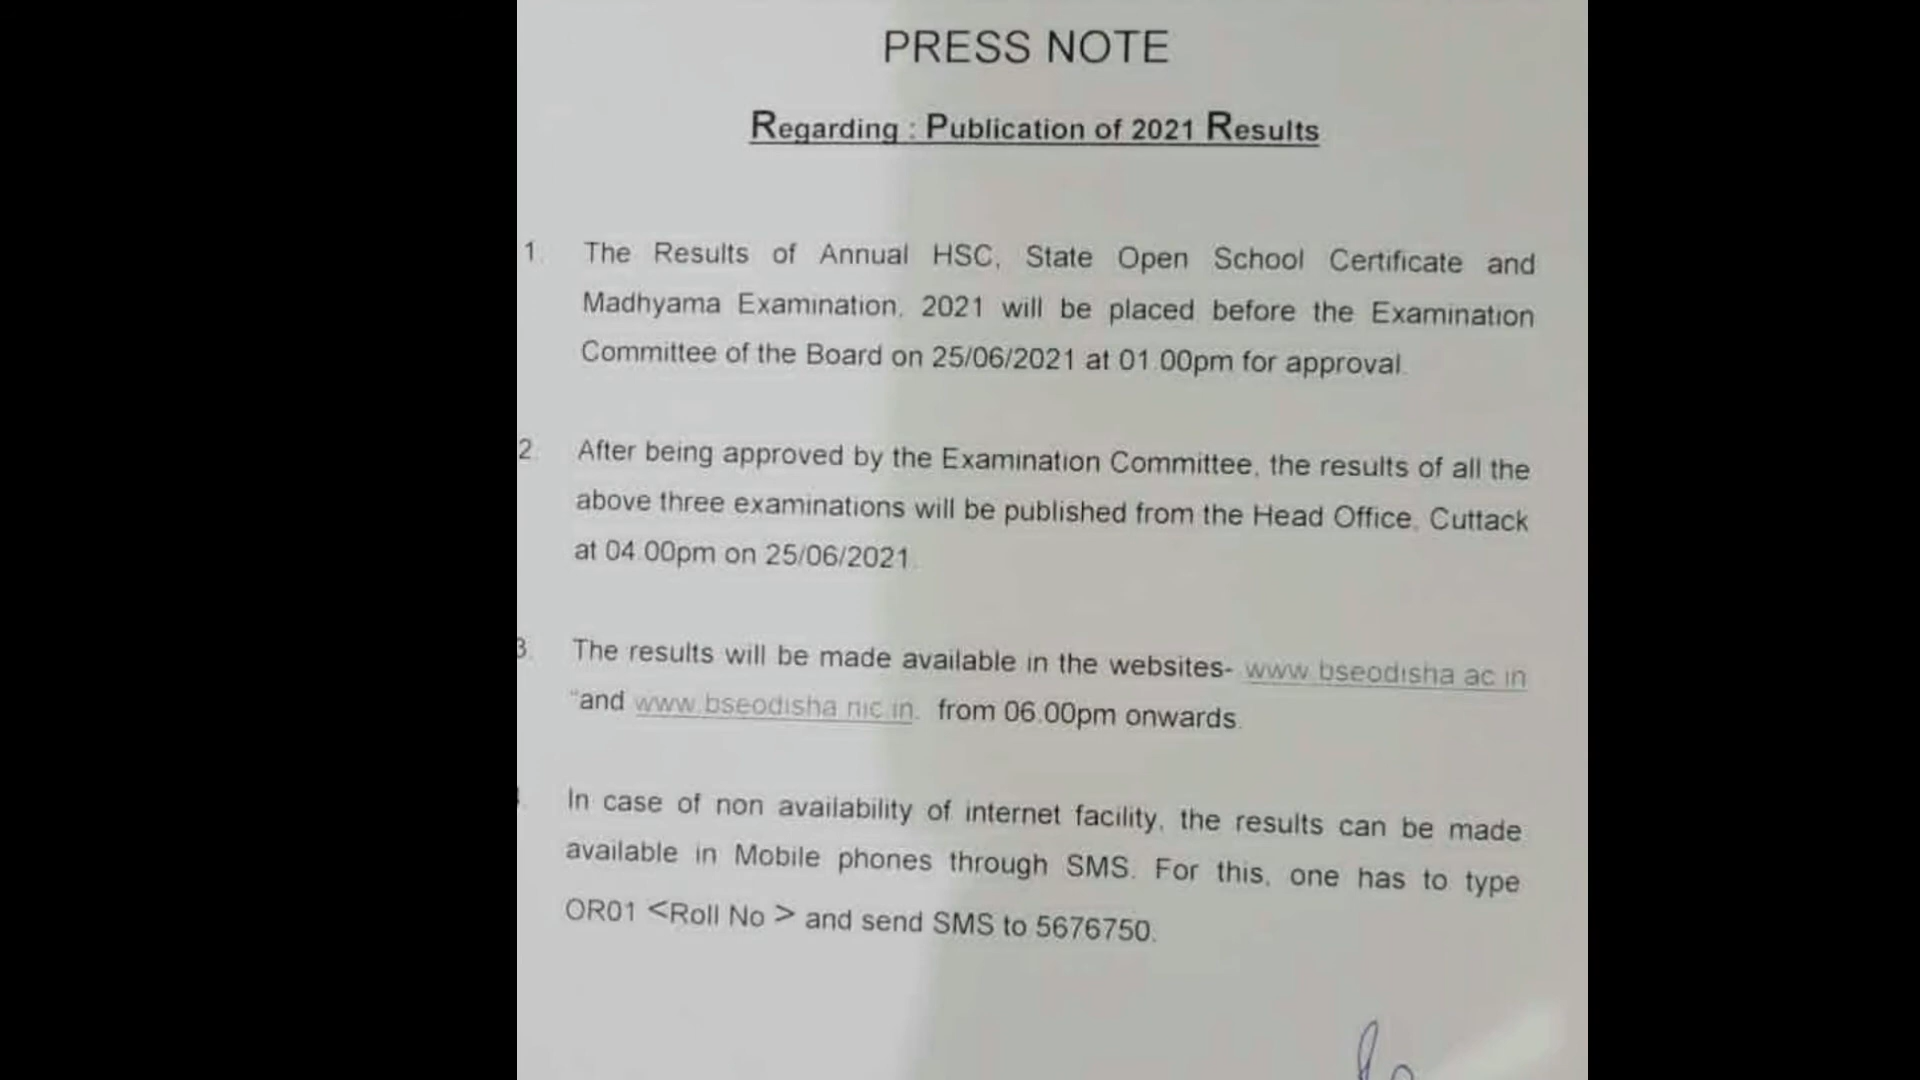 PRESS NOTE
Regarding : Publication of 2021 Results
1. The Results of Annual HSC, State Open School Certificate and
Madhyama Examination, 2021 will be placed before the Examination
Committee of the Board on 25/06/2021 at 01.00pm for approval.
2. After being approved by the Examination Committee, the results of all the
above three examinations will be published from the Head Office, Cuttack
at 04.00pm on 25/06/2021.
3. The results will be made available in the websites- www.bseodisha.ac.in
"and www.bseodisha.nic.in. from 06.00pm onwards.
In case of non availability of internet facility, the results can be made
available in Mobile phones through SMS. For this, one has to type
OR01 <Roll No > and send SMS to 5676750.